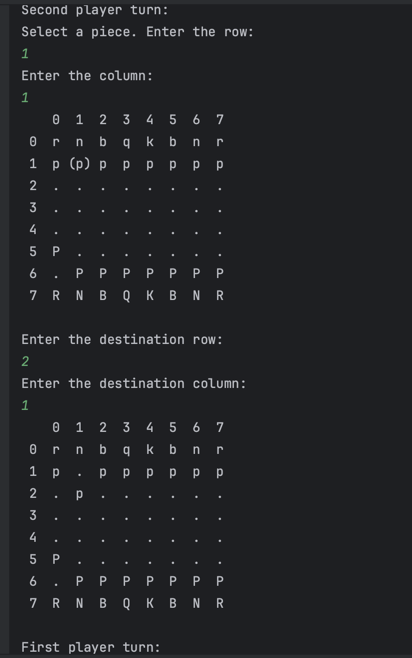 Second player turn:
Select a piece. Enter the row:
1
Enter the column:
1
0 1 2 3 4 5 6 7
0 r n b q k b n r
1 p (p) p p p p p p
2 . . . . . . . .
3 . . . . . . . .
4 . . . . . . . .
5 P . . . . . . .
6 . P P P P P P P
7 R N B Q K B N R
Enter the destination row:
2
Enter the destination column:
1
0 1 2 3 4 5 6 7
0 r n b q k b n r
1 p . p p p p p p
2 . p . . . . . .
3 . . . . . . . .
4 . . . . . . . .
5 P . . . . . . .
6 . P P P P P P P
7 R N B Q K B N R
First player turn: